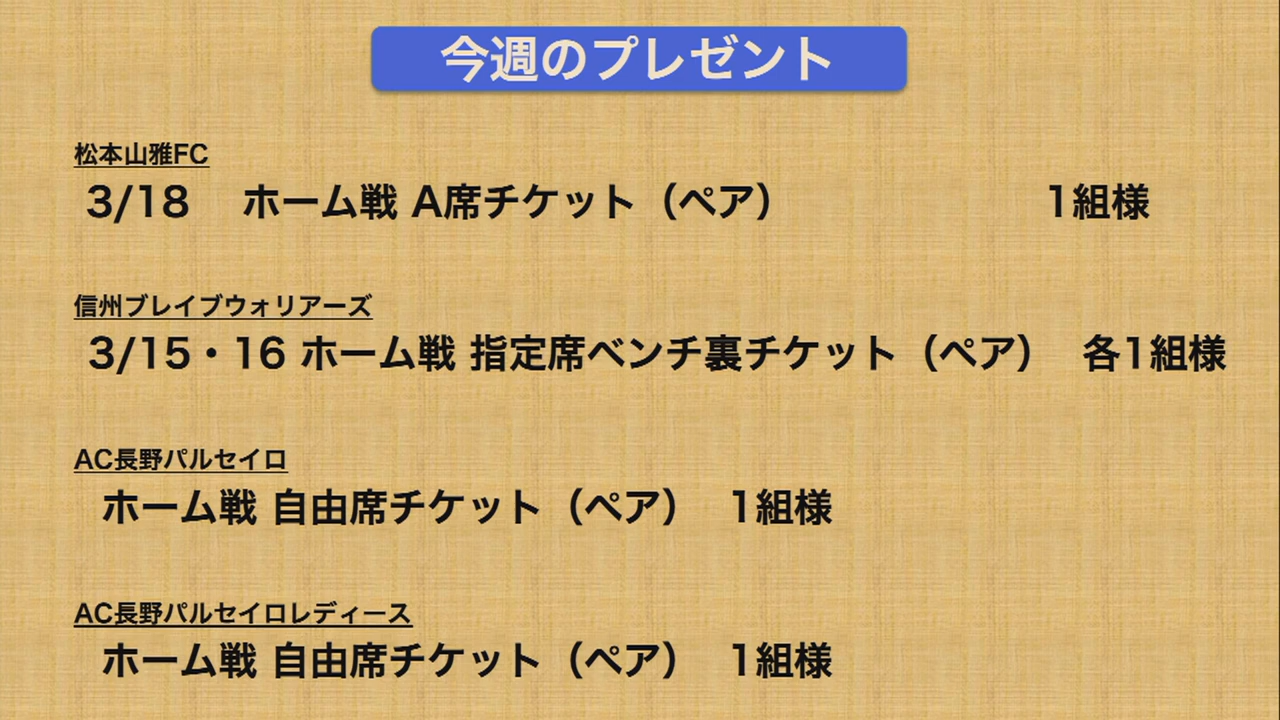 今週のプレゼント
松本山雅FC
3/18　ホーム戦 A席チケット（ペア）　1組様
信州ブレイブウォリアーズ
3/15・16 ホーム戦 指定席ベンチ裏チケット（ペア）　各1組様
AC長野パルセイロ
ホーム戦 自由席チケット（ペア）　1組様
AC長野パルセイロレディース
ホーム戦 自由席チケット（ペア）　1組様